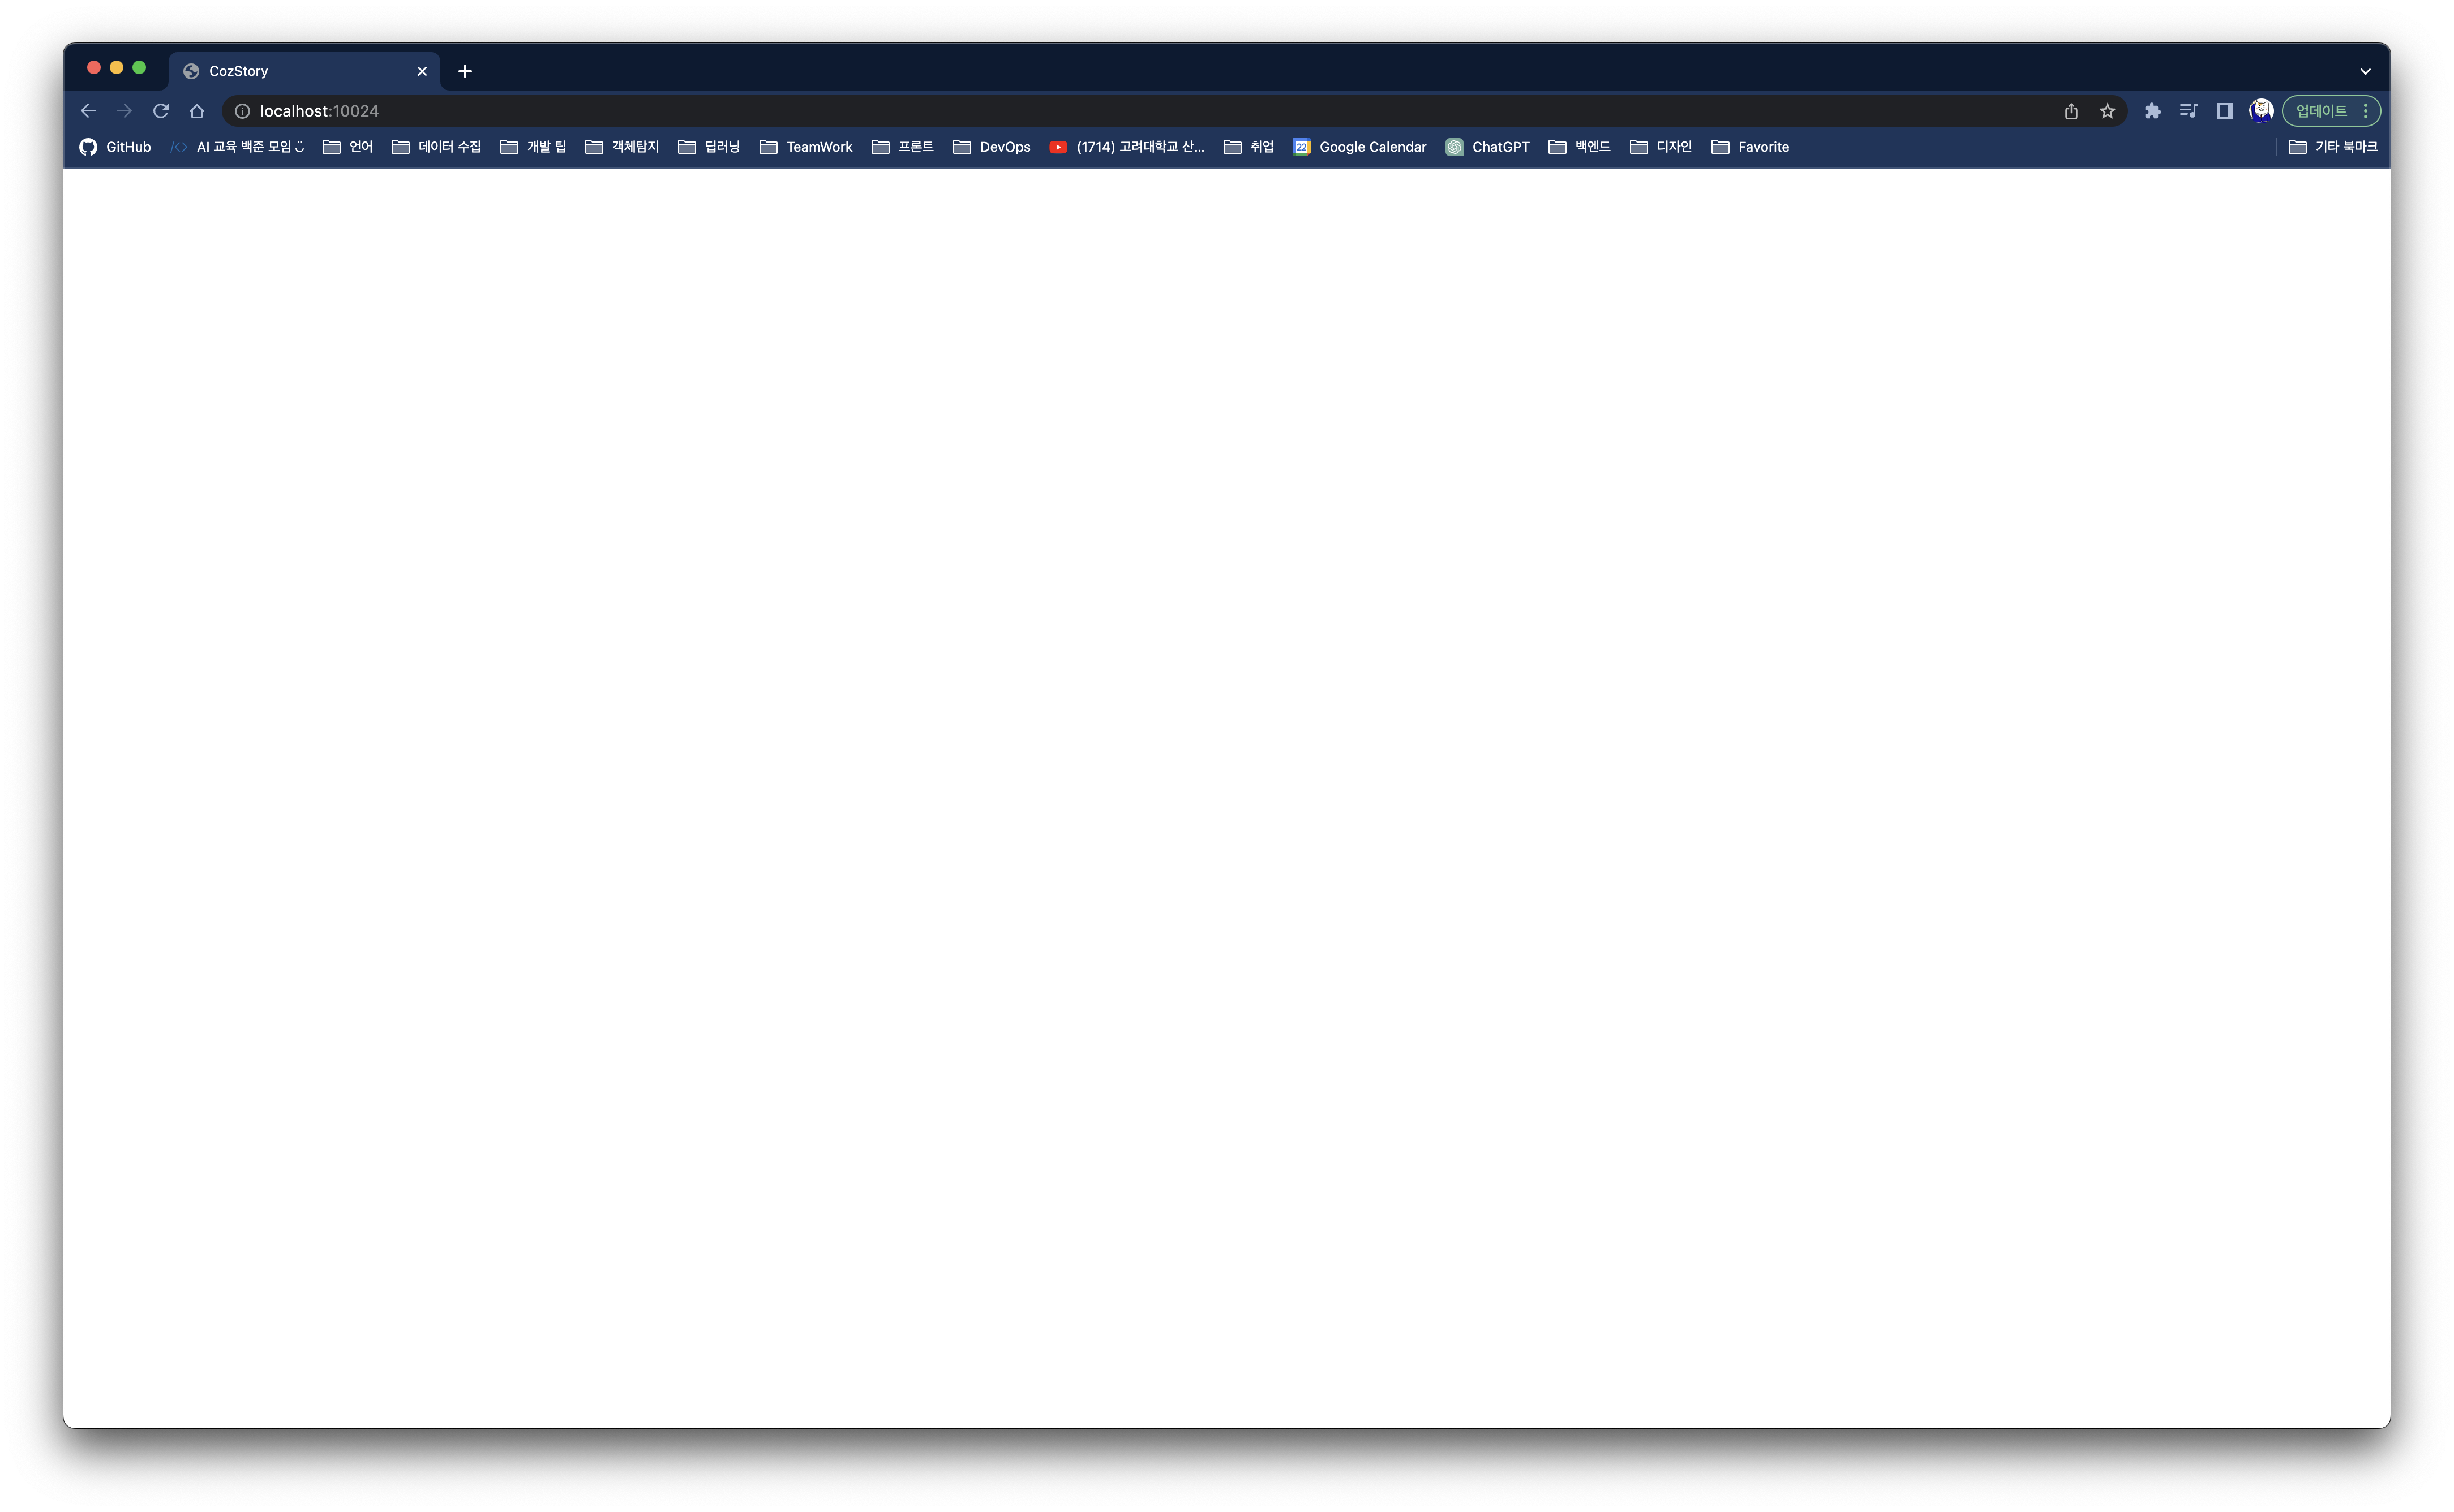 CozStory
localhost:10024
업데이트
GitHub AI 교육 백준 모임 언어 데이터 수집 개발 팁 객체탐지 딥러닝 TeamWork 프론트 DevOps (1714) 고려대학교 산... 취업 22 Google Calendar ChatGPT 백엔드 디자인 Favorite 기타 북마크